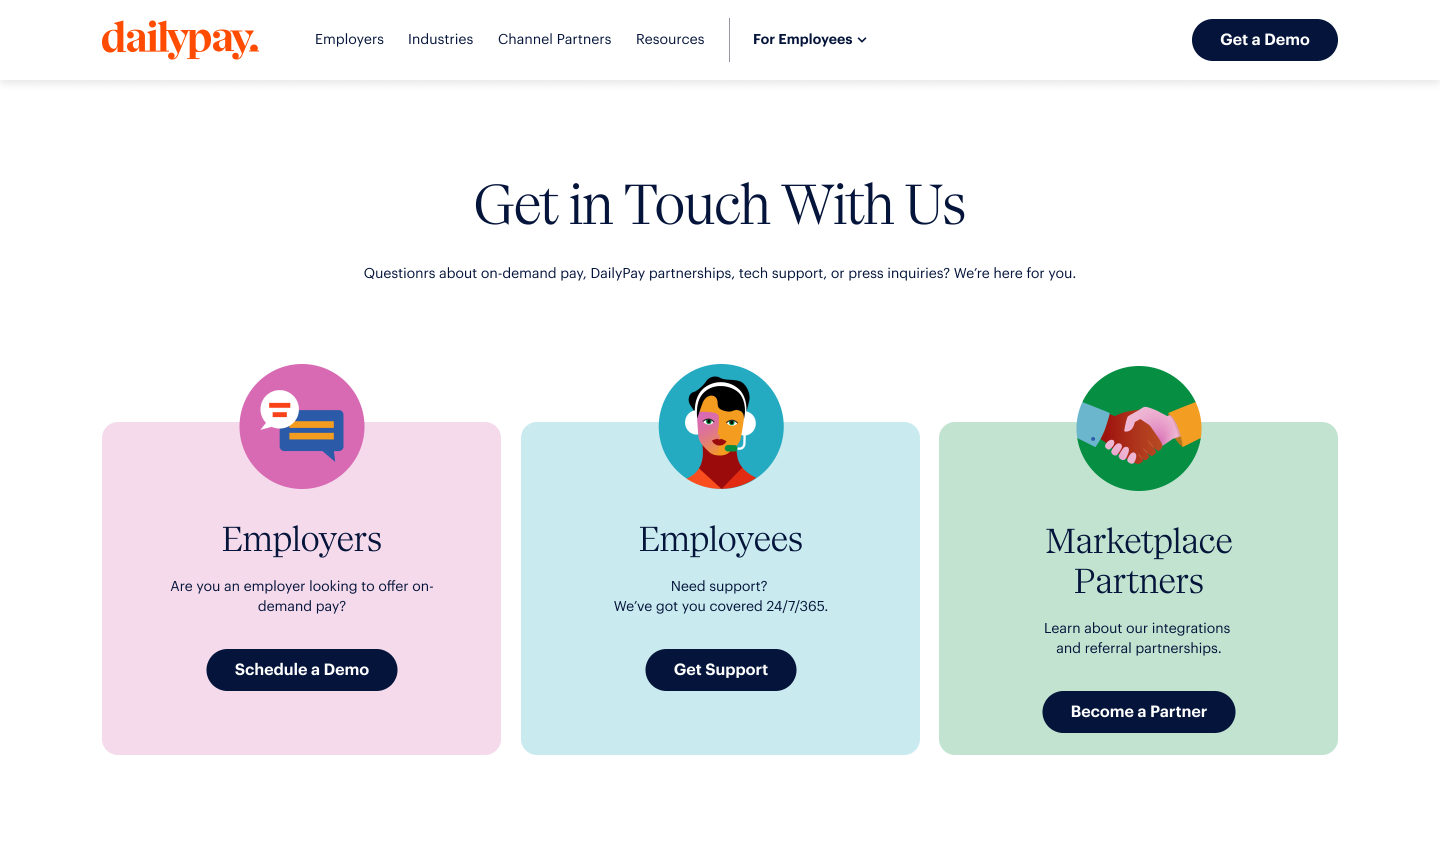 dailypay.
Employers
Industries
Channel Partners
Resources
For Employees
Get a Demo
Get in Touch With Us
Questionrs about on-demand pay, DailyPay partnerships, tech support, or press inquiries? We’re here for you.
Employers
Are you an employer looking to offer on-
demand pay?
Schedule a Demo
Employees
Need support?
We’ve got you covered 24/7/365.
Get Support
Marketplace
Partners
Learn about our integrations
and referral partnerships.
Become a Partner